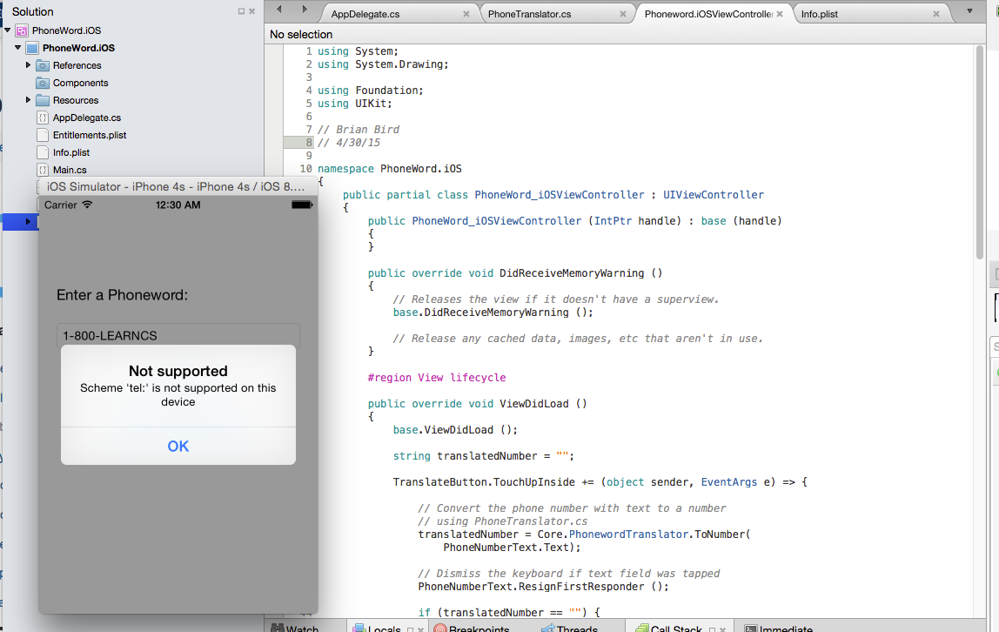 Solution
AppDelegate.cs
PhoneTranslator.cs
Phoneword.iOSViewController
Info.plist
No selection
PhoneWord.iOS
PhoneWord.iOS
References
Components
Resources
AppDelegate.cs
Entitlements.plist
Info.plist
Main.cs
iOS Simulator - iPhone 4s - iPhone 4s / iOS 8....
Carrier 12:30 AM
Enter a Phoneword:
1-800-LEARNCS
Not supported
Scheme 'tel:' is not supported on this
device
OK
1 using System;
2 using System.Drawing;
3
4 using Foundation;
5 using UIKit;
6
7 // Brian Bird
8 // 4/30/15
9
10 namespace PhoneWord.iOS
{
public partial class PhoneWord_iOSViewController : UIViewController
{
public PhoneWord_iOSViewController (IntPtr handle) : base (handle)
{
}
public override void DidReceiveMemoryWarning ()
{
// Releases the view if it doesn't have a superview.
base.DidReceiveMemoryWarning ();
// Release any cached data, images, etc that aren't in use.
}
#region View lifecycle
public override void ViewDidLoad ()
{
base.ViewDidLoad ();
string translatedNumber = "";
TranslateButton.TouchUpInside += (object sender, EventArgs e) => {
// Convert the phone number with text to a number
// using PhoneTranslator.cs
translatedNumber = Core.PhonewordTranslator.ToNumber(
PhoneNumberText.Text);
// Dismiss the keyboard if text field was tapped
PhoneNumberText.ResignFirstResponder ();
if (translatedNumber == "") {
Watch
Locals
Breakpoints
Threads
Call Stack
Immediate